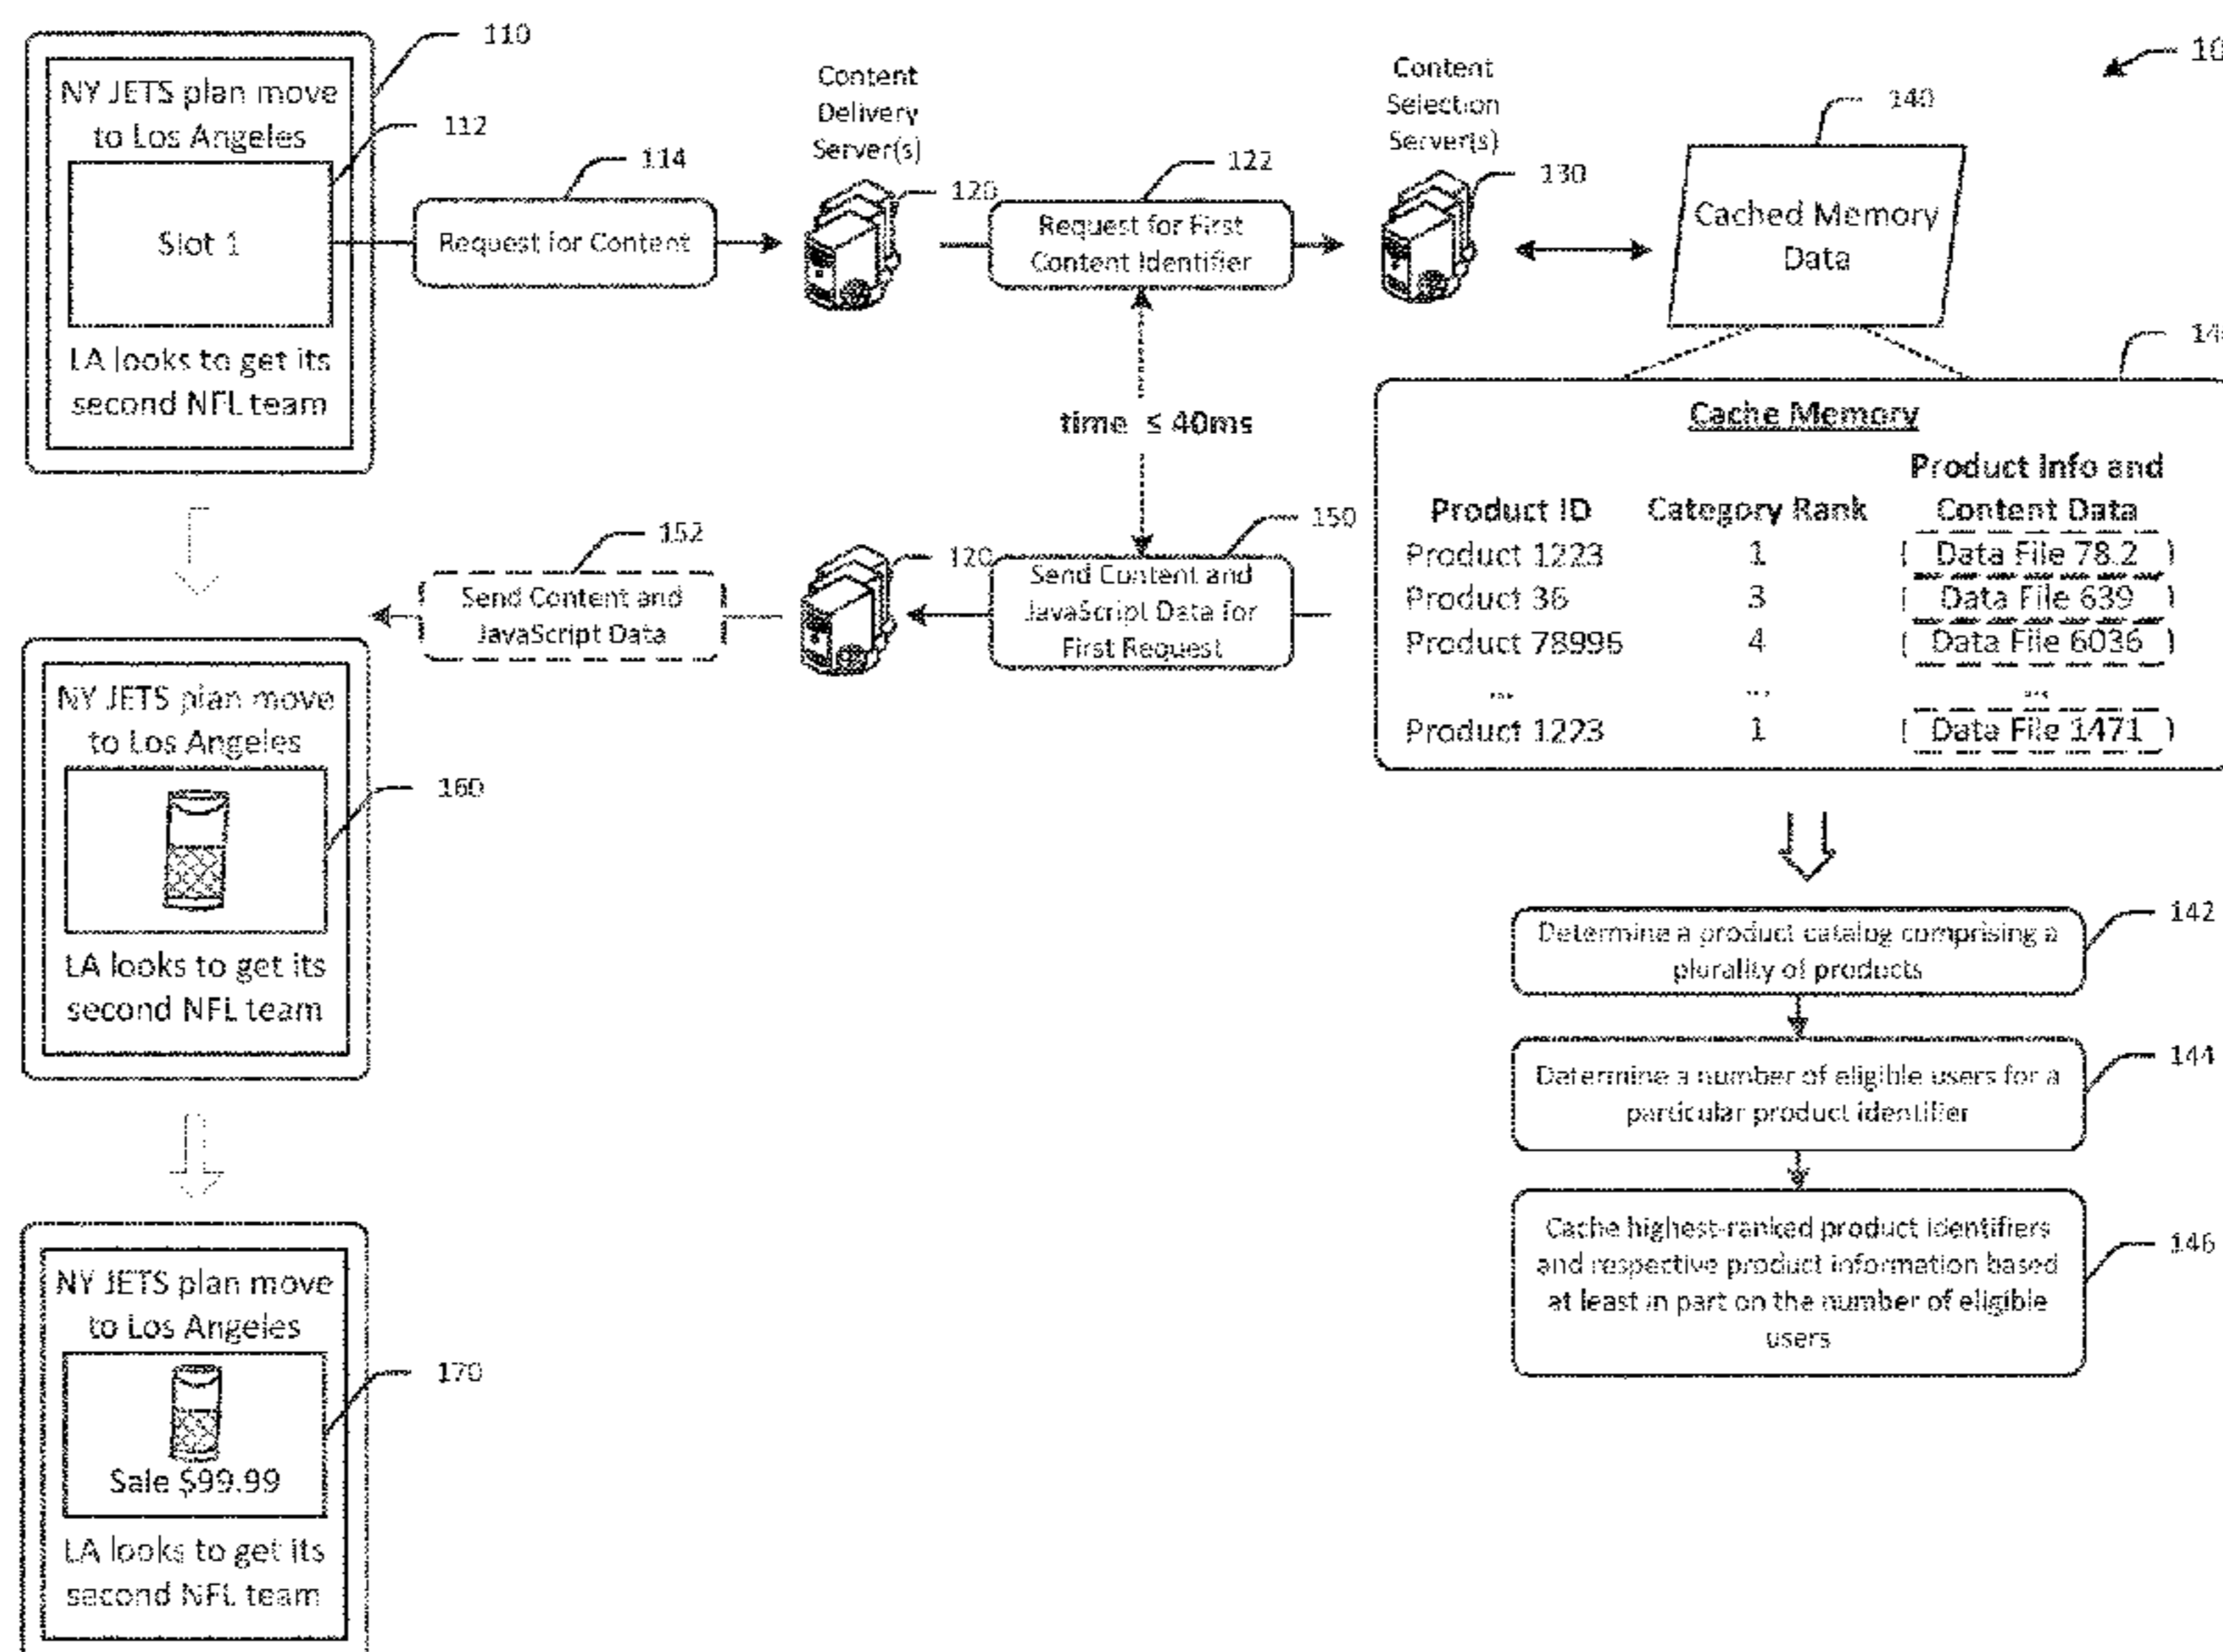 110
NY JETS plan move
to Los Angeles
112
Slot 1
LA looks to get its
second NFL team
114
Request for Content
Content
Delivery
Server(s)
120
122
Request for First
Content Identifier
Content
Selection
Server(s)
130
10
140
Cached Memory
Data
14
time ≤ 40ms
Cache Memory
Product ID
Category Rank
Product Info and
Content Data
Product 1223
1
Data File 78.2
Product 36
3
Data File 639
Product 78996
4
Data File 6036
...
...
...
Product 1223
1
Data File 1471
150
Send Content and
JavaScript Data for
First Request
120
152
Send Content and
JavaScript Data
NY JETS plan move
to Los Angeles
160
LA looks to get its
second NFL team
142
Determine a product catalog comprising a
plurality of products
144
Determine a number of eligible users for a
particular product identifier
146
Cache highest-ranked product identifiers
and respective product information based
at least in part on the number of eligible
users
NY JETS plan move
to Los Angeles
170
Sale $99.99
LA looks to get its
second NFL team